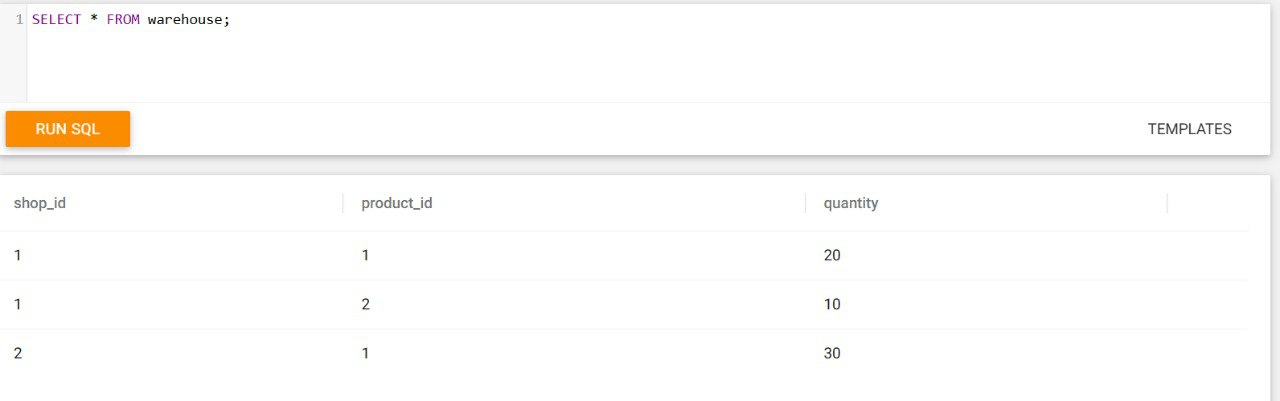 1 SELECT * FROM warehouse;
RUN SQL TEMPLATES
shop_id product_id quantity
1 1 20
1 2 10
2 1 30